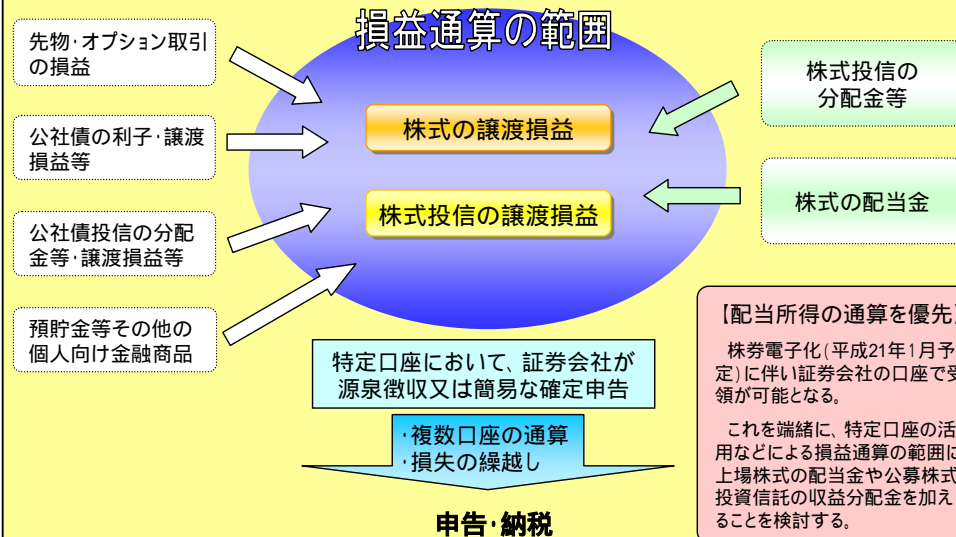 損益通算の範囲
先物・オプション取引
の損益
公社債の利子・譲渡
損益等
公社債投信の分配
金等・譲渡損益等
預貯金等その他の
個人向け金融商品
株式の譲渡損益
株式投信の譲渡損益
株式投信の
分配金等
株式の配当金
特定口座において、証券会社が
源泉徴収又は簡易な確定申告
・複数口座の通算
・損失の繰越し
申告・納税
【配当所得の通算を優先】
株券電子化(平成21年1月予
定)に伴い証券会社の口座で受
領が可能となる。
これを端緒に、特定口座の活
用などによる損益通算の範囲に
上場株式の配当金や公募株式
投資信託の収益分配金を加え
ることを検討する。